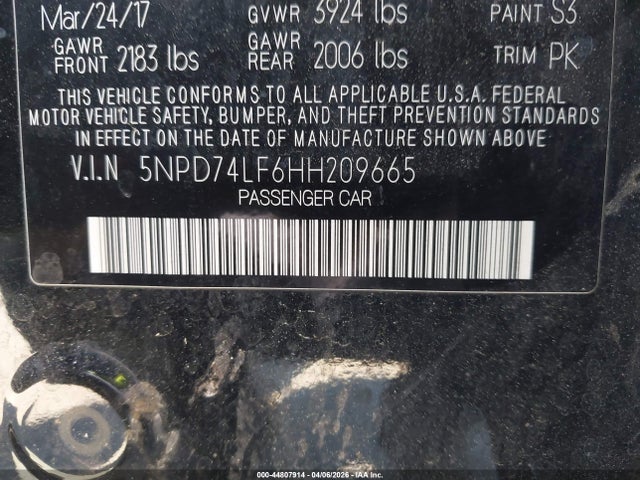 Mar/24/17 GVWR 3924 lbs PAINT S3
GAWR FRONT 2183 lbs GAWR REAR 2006 lbs TRIM PK
THIS VEHICLE CONFORMS TO ALL APPLICABLE U.S.A. FEDERAL
MOTOR VEHICLE SAFETY, BUMPER, AND THEFT PREVENTION STANDARDS
IN EFFECT ON THE DATE OF MANUFACTURE SHOWN ABOVE.
V.I.N 5NPD74LF6HH209665
PASSENGER CAR
000-44807914 - 04/06/2026 - IAAI.COM